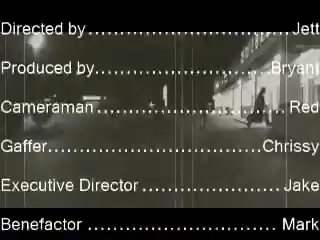 Directed by..............................Jett
Produced by..........................Bryant
Cameraman.............................Red
Gaffer................................Chrissy
Executive Director.....................Jake
Benefactor ............................ Mark